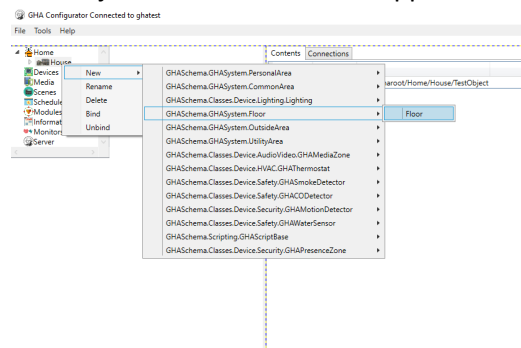 GHA Configurator Connected to ghatest
File Tools Help
Home
House
Devices
Media
Scenes
Schedule
Modules
Informat
Monitors
Server
New
Rename
Delete
Bind
Unbind
GHASchema.GHASystem.PersonalArea
GHASchema.GHASystem.CommonArea
GHASchema.Classes.Device.Lighting.Lighting
GHASchema.GHASystem.Floor
GHASchema.GHASystem.OutsideArea
GHASchema.GHASystem.UtilityArea
GHASchema.Classes.Device.AudioVideo.GHAMediaZone
GHASchema.Classes.Device.HVAC.GHAThermostat
GHASchema.Classes.Device.Safety.GHASmokeDetector
GHASchema.Classes.Device.Safety.GHACODetector
GHASchema.Classes.Device.Security.GHAMotionDetector
GHASchema.Classes.Device.Safety.GHAWaterSensor
GHASchema.Scripting.GHAScriptBase
GHASchema.Classes.Device.Security.GHAPresenceZone
Floor
Contents Connections
aroot/Home/House/TestObject